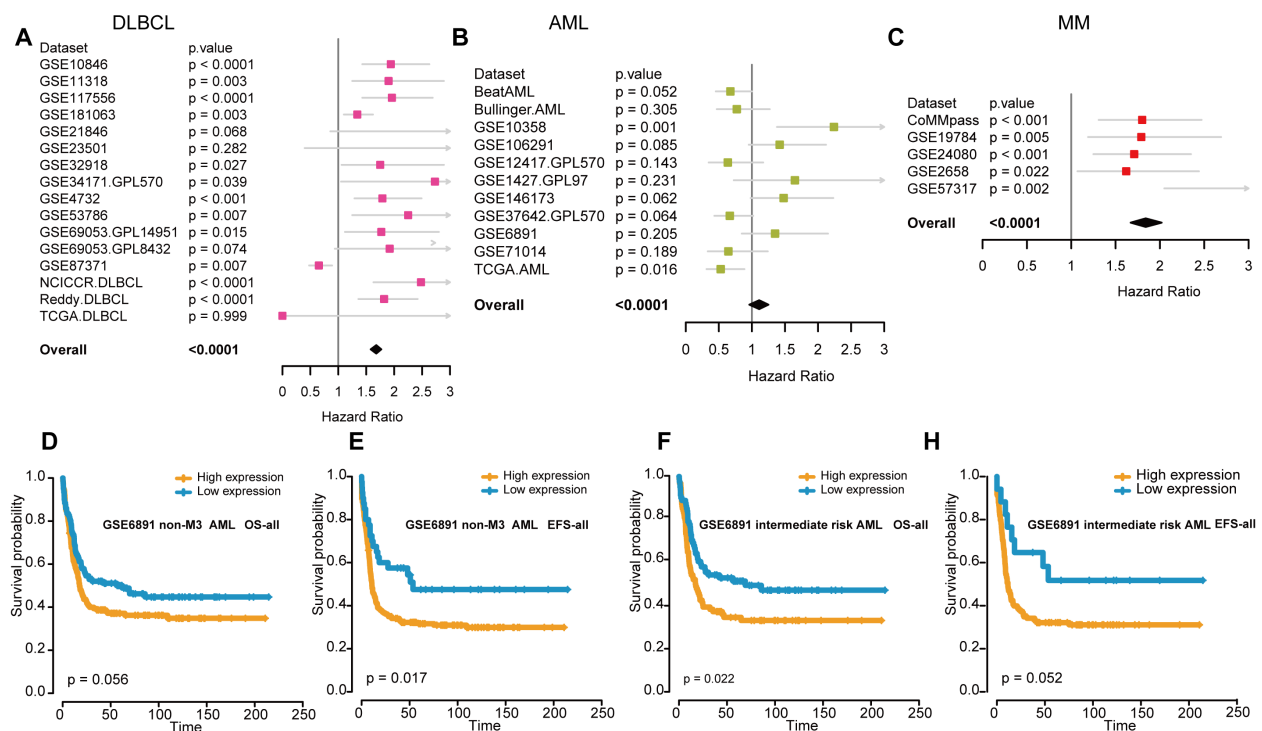 DLBCL
A
Dataset p.value
GSE10846 p < 0.0001
GSE11318 p = 0.003
GSE117556 p < 0.0001
GSE181063 p = 0.003
GSE21846 p = 0.068
GSE23501 p = 0.282
GSE32918 p = 0.027
GSE34171.GPL570 p = 0.039
GSE4732 p < 0.001
GSE53786 p = 0.007
GSE69053.GPL14951 p = 0.015
GSE69053.GPL8432 p = 0.074
GSE87371 p = 0.007
NCICCR.DLBCL p < 0.0001
Reddy.DLBCL p < 0.0001
TCGA.DLBCL p = 0.999
Overall <0.0001
0 0.5 1 1.5 2 2.5 3
Hazard Ratio
AML
B
Dataset p.value
BeatAML p = 0.052
Bullinger.AML p = 0.305
GSE10358 p = 0.001
GSE106291 p = 0.085
GSE12417.GPL570 p = 0.143
GSE1427.GPL97 p = 0.231
GSE146173 p = 0.062
GSE37642.GPL570 p = 0.064
GSE6891 p = 0.205
GSE71014 p = 0.189
TCGA.AML p = 0.016
Overall <0.0001
0 0.5 1 1.5 2 2.5 3
Hazard Ratio
MM
C
Dataset p.value
CoMMpass p < 0.001
GSE19784 p = 0.005
GSE24080 p < 0.001
GSE2658 p = 0.022
GSE57317 p = 0.002
Overall <0.0001
0 0.5 1 1.5 2 2.5 3
Hazard Ratio
D
High expression
Low expression
GSE6891 non-M3 AML OS-all
Survival probability
1.0
0.8
0.6
0.4
0.2
0.0
p = 0.056
0 50 100 150 200 250
Time
E
High expression
Low expression
GSE6891 non-M3 AML EFS-all
Survival probability
1.0
0.8
0.6
0.4
0.2
0.0
p = 0.017
0 50 100 150 200 250
Time
F
High expression
Low expression
GSE6891 intermediate risk AML OS-all
Survival probability
1.0
0.8
0.6
0.4
0.2
0.0
p = 0.022
0 50 100 150 200 250
Time
H
High expression
Low expression
GSE6891 intermediate risk AML EFS-all
Survival probability
1.0
0.8
0.6
0.4
0.2
0.0
p = 0.052
0 50 100 150 200 250
Time